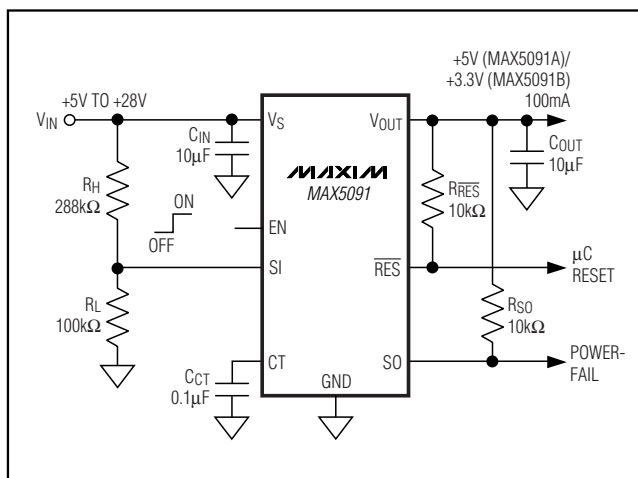 +5V (MAX5091A)/
+3.3V (MAX5091B)
100mA
+5V TO +28V
VIN
VS
VOUT
CIN
10µF
COUT
10µF
MAXIM
MAX5091
RH
288kΩ
ON
OFF
EN
RRES
10kΩ
SI
RES
µC
RESET
RL
100kΩ
RSO
10kΩ
CT
SO
POWER-
FAIL
CCT
0.1µF
GND